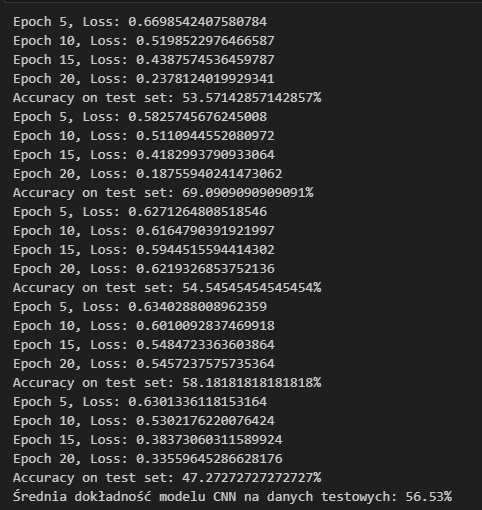 Epoch 5, Loss: 0.6698542407580784
Epoch 10, Loss: 0.5198522976466587
Epoch 15, Loss: 0.4387574536459787
Epoch 20, Loss: 0.2378124019929341
Accuracy on test set: 53.57142857142857%
Epoch 5, Loss: 0.5825745676245008
Epoch 10, Loss: 0.5110944552080972
Epoch 15, Loss: 0.4182993790933064
Epoch 20, Loss: 0.18755940241473062
Accuracy on test set: 69.0909090909091%
Epoch 5, Loss: 0.6271264808518546
Epoch 10, Loss: 0.6164790391921997
Epoch 15, Loss: 0.5944515594414302
Epoch 20, Loss: 0.6219326853752136
Accuracy on test set: 54.54545454545454%
Epoch 5, Loss: 0.6340288008962359
Epoch 10, Loss: 0.6010092837469918
Epoch 15, Loss: 0.5484723363603864
Epoch 20, Loss: 0.5457237575735364
Accuracy on test set: 58.18181818181818%
Epoch 5, Loss: 0.6301336118153164
Epoch 10, Loss: 0.5302176220076424
Epoch 15, Loss: 0.38373060311589924
Epoch 20, Loss: 0.33559645286628176
Accuracy on test set: 47.27272727272727%
Średnia dokładność modelu CNN na danych testowych: 56.53%